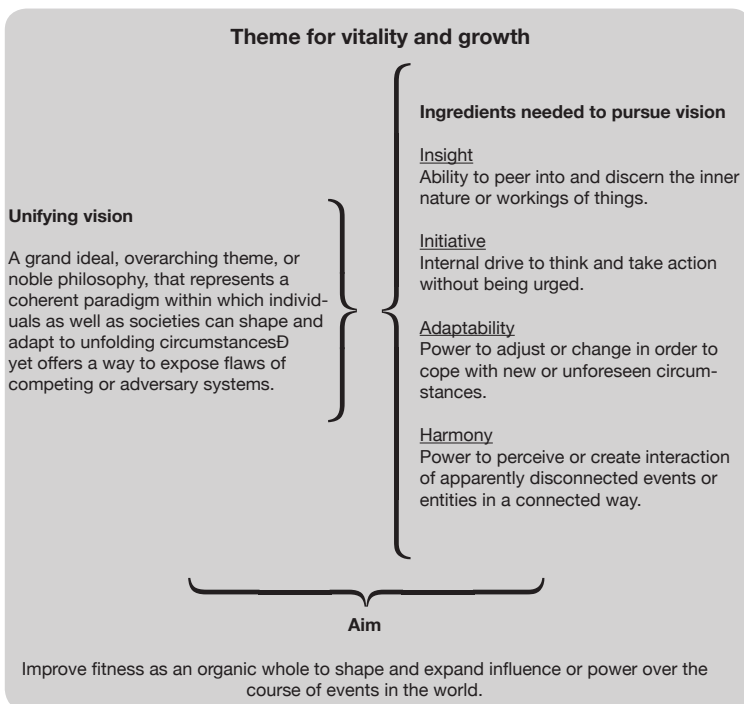 Theme for vitality and growth
Unifying vision
A grand ideal, overarching theme, or
noble philosophy, that represents a
coherent paradigm within which individ-
uals as well as societies can shape and
adapt to unfolding circumstancesĐ
yet offers a way to expose flaws of
competing or adversary systems.
Ingredients needed to pursue vision
Insight
Ability to peer into and discern the inner
nature or workings of things.
Initiative
Internal drive to think and take action
without being urged.
Adaptability
Power to adjust or change in order to
cope with new or unforeseen circum-
stances.
Harmony
Power to perceive or create interaction
of apparently disconnected events or
entities in a connected way.
Aim
Improve fitness as an organic whole to shape and expand influence or power over the
course of events in the world.